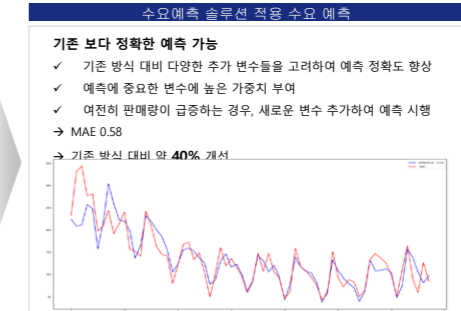 수요예측 솔루션 적용 수요 예측
기존 보다 정확한 예측 가능
✓ 기존 방식 대비 다양한 추가 변수들을 고려하여 예측 정확도 향상
✓ 예측에 중요한 변수에 높은 가중치 부여
✓ 여전히 판매량이 급증하는 경우, 새로운 변수 추가하여 예측 시행
→ MAE 0.58
→ 기존 방식 대비 약 40% 개선